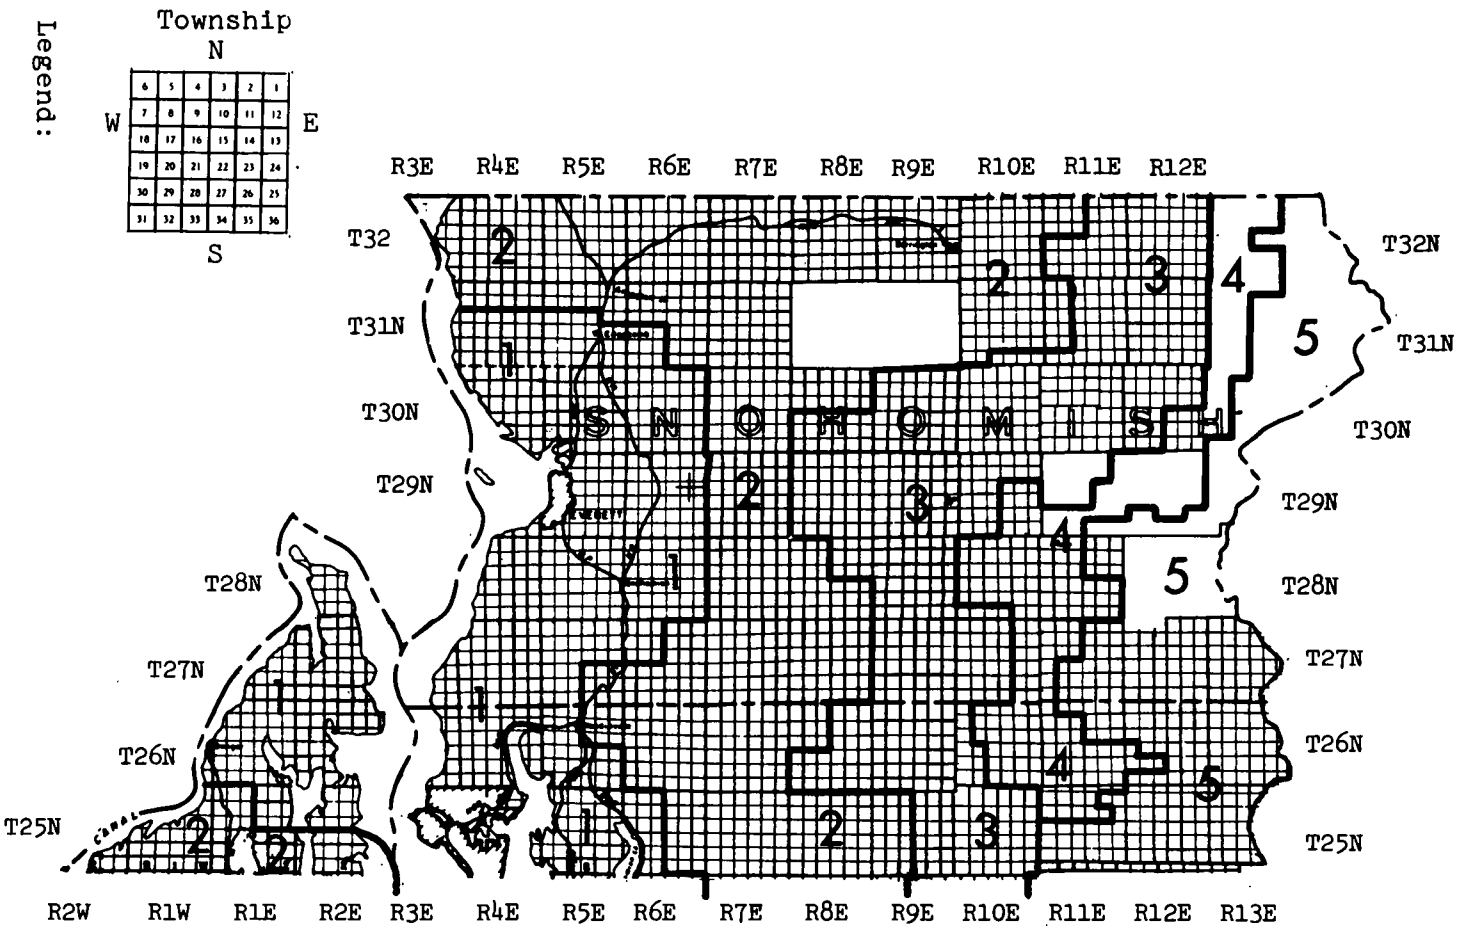 Legend:
Township
N
6 5 4 3 2 1
W 7 8 9 10 11 12 E
18 17 16 15 14 13
19 20 21 22 23 24
30 29 28 27 26 25
31 32 33 34 35 36
S
R3E R4E R5E R6E R7E R8E R9E R10E R11E R12E
T32 2 2 3 4 T32N
T31N 1 5 T31N
T30N S N O H O M I S H T30N
T29N 2 3 T29N
EVERETT
4
T28N 1 5 T28N
T27N 1 1 T27N
T26N 4 5 T26N
T25N CANAL 2 2 1 2 3 T25N
R2W R1W R1E R2E R3E R4E R5E R6E R7E R8E R9E R10E R11E R12E R13E